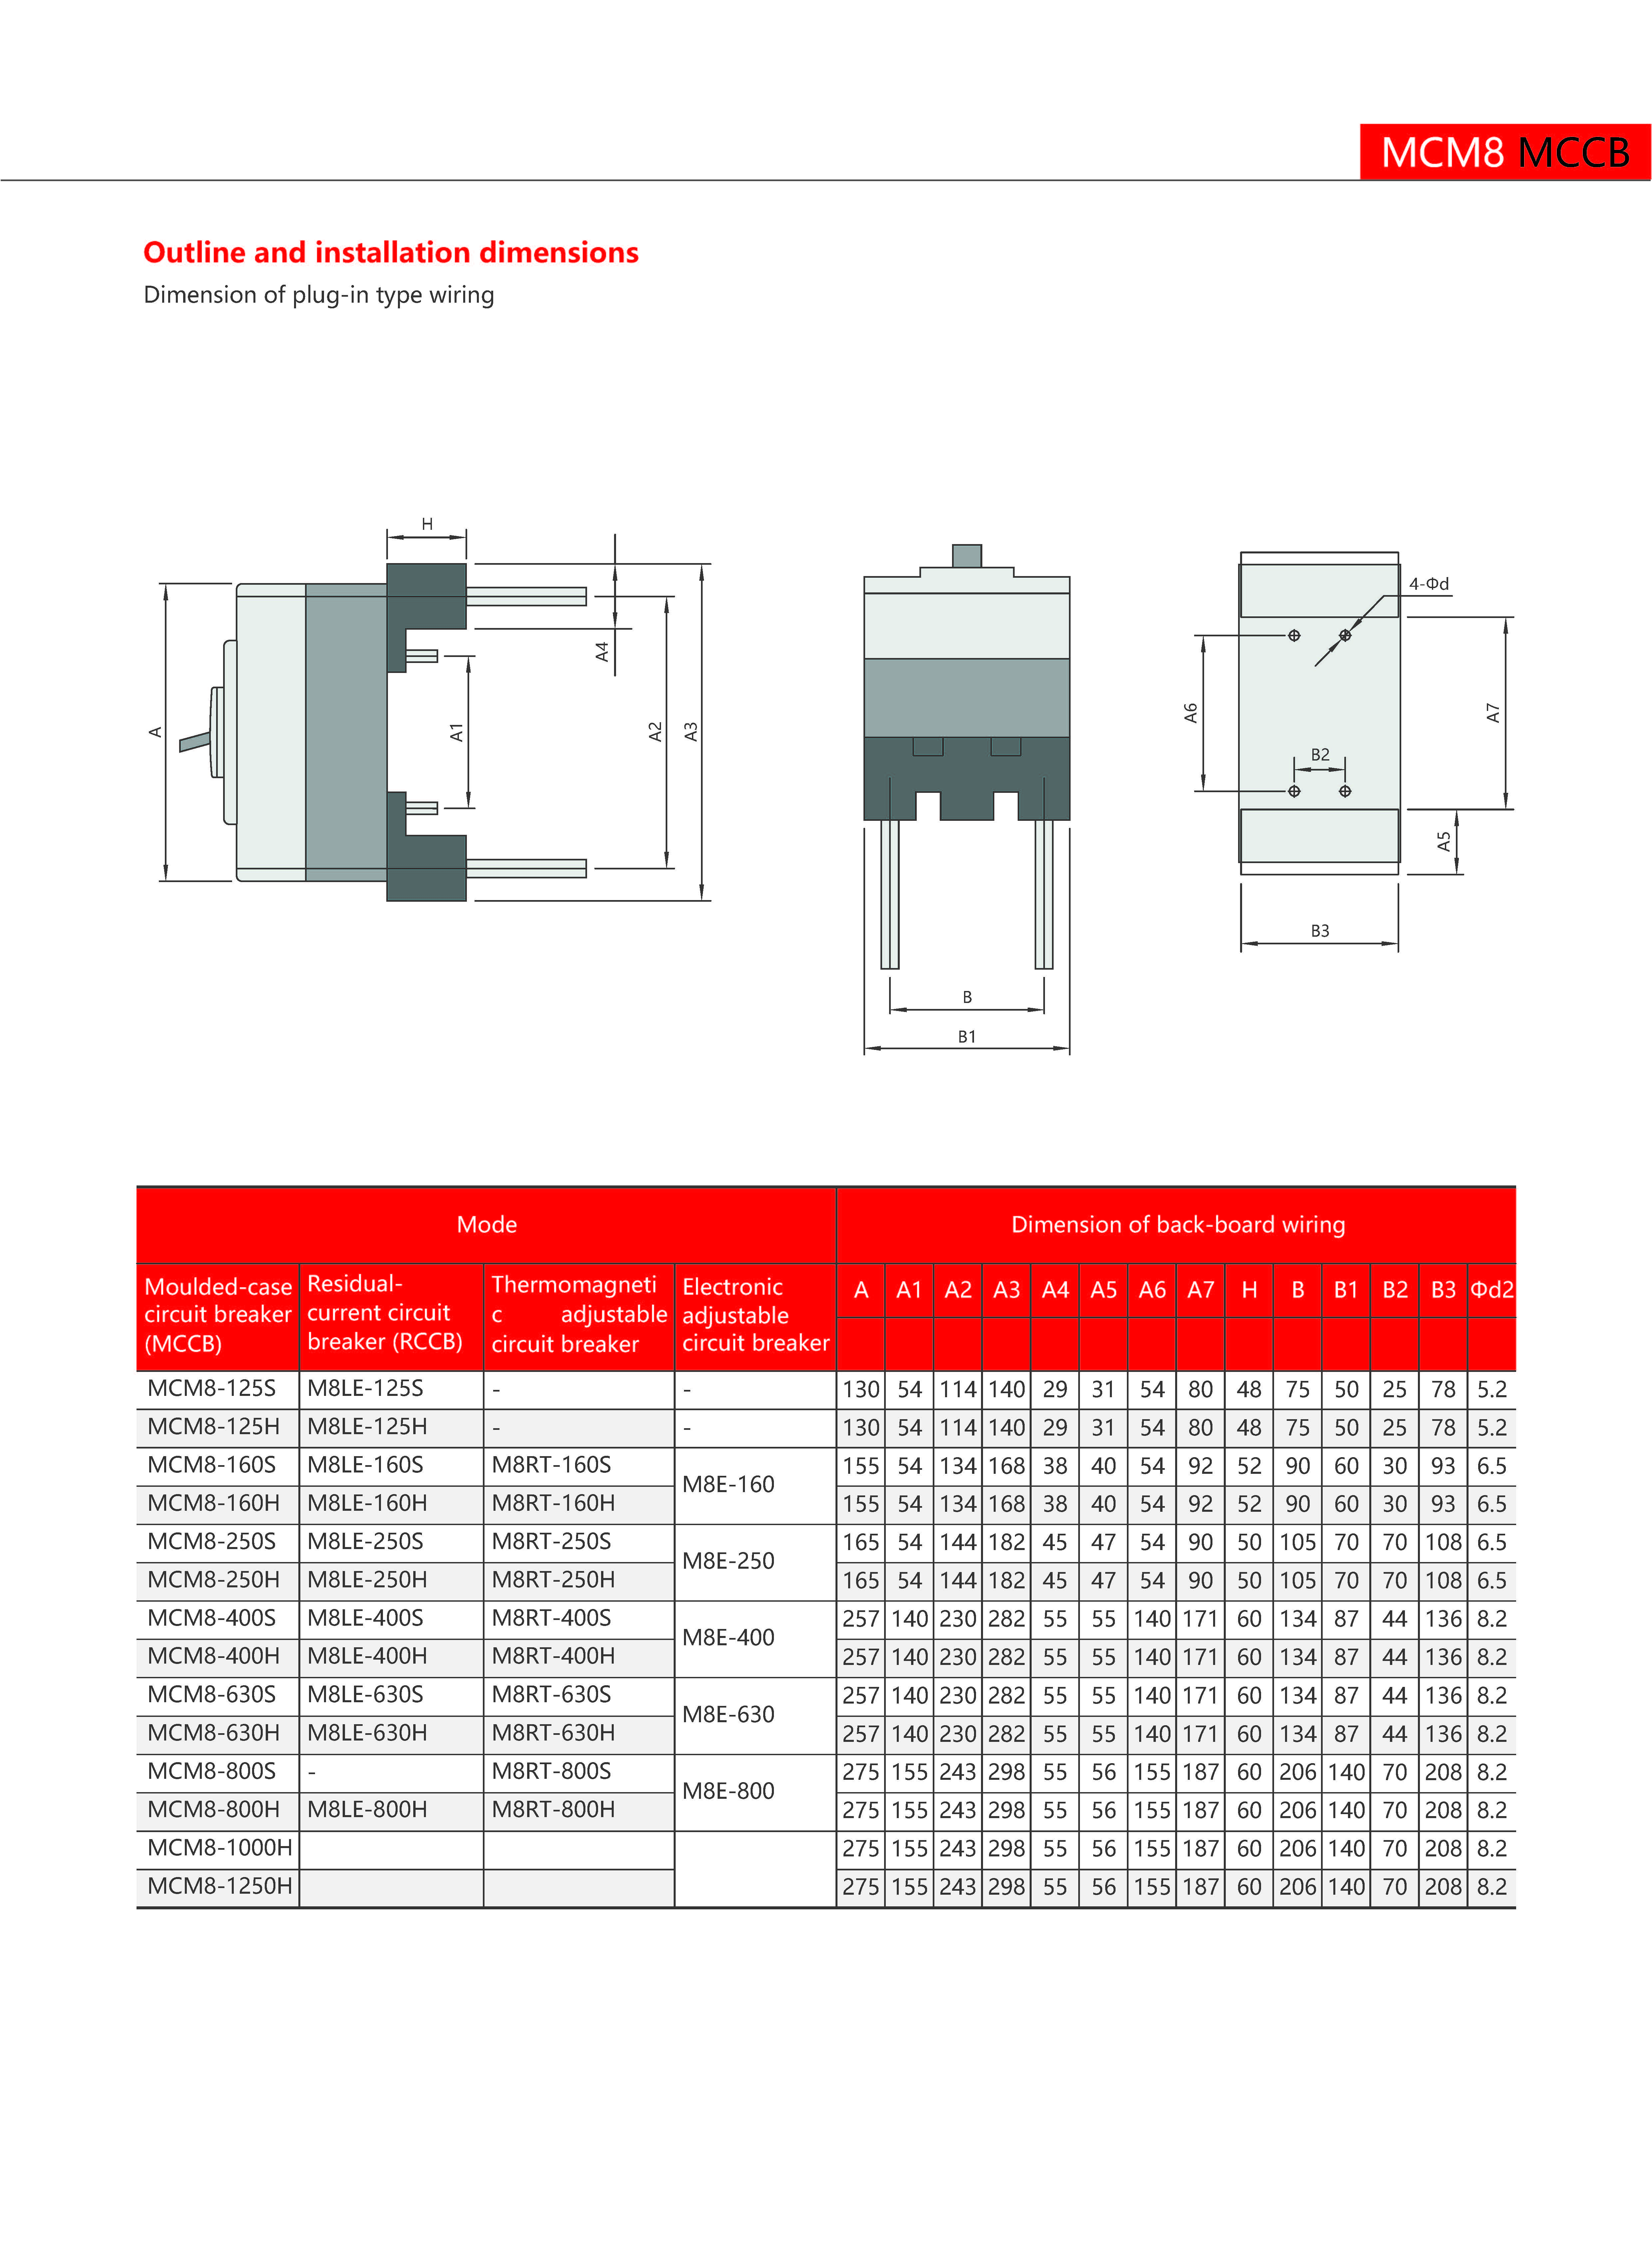 MCM8 MCCB
Outline and installation dimensions
Dimension of plug-in type wiring
H
A
A1
A4
A2
A3
B
B1
4-Φd
A6
A7
B2
A5
B3
Mode Dimension of back-board wiring
Moulded-case circuit breaker (MCCB) Residual-current circuit breaker (RCCB) Thermomagneti c adjustable circuit breaker Electronic adjustable circuit breaker A A1 A2 A3 A4 A5 A6 A7 H B B1 B2 B3 Φd2
MCM8-125S M8LE-125S - - 130 54 114 140 29 31 54 80 48 75 50 25 78 5.2
MCM8-125H M8LE-125H - - 130 54 114 140 29 31 54 80 48 75 50 25 78 5.2
MCM8-160S M8LE-160S M8RT-160S M8E-160 155 54 134 168 38 40 54 92 52 90 60 30 93 6.5
MCM8-160H M8LE-160H M8RT-160H 155 54 134 168 38 40 54 92 52 90 60 30 93 6.5
MCM8-250S M8LE-250S M8RT-250S M8E-250 165 54 144 182 45 47 54 90 50 105 70 70 108 6.5
MCM8-250H M8LE-250H M8RT-250H 165 54 144 182 45 47 54 90 50 105 70 70 108 6.5
MCM8-400S M8LE-400S M8RT-400S M8E-400 257 140 230 282 55 55 140 171 60 134 87 44 136 8.2
MCM8-400H M8LE-400H M8RT-400H 257 140 230 282 55 55 140 171 60 134 87 44 136 8.2
MCM8-630S M8LE-630S M8RT-630S M8E-630 257 140 230 282 55 55 140 171 60 134 87 44 136 8.2
MCM8-630H M8LE-630H M8RT-630H 257 140 230 282 55 55 140 171 60 134 87 44 136 8.2
MCM8-800S - M8RT-800S M8E-800 275 155 243 298 55 56 155 187 60 206 140 70 208 8.2
MCM8-800H M8LE-800H M8RT-800H 275 155 243 298 55 56 155 187 60 206 140 70 208 8.2
MCM8-1000H 275 155 243 298 55 56 155 187 60 206 140 70 208 8.2
MCM8-1250H 275 155 243 298 55 56 155 187 60 206 140 70 208 8.2